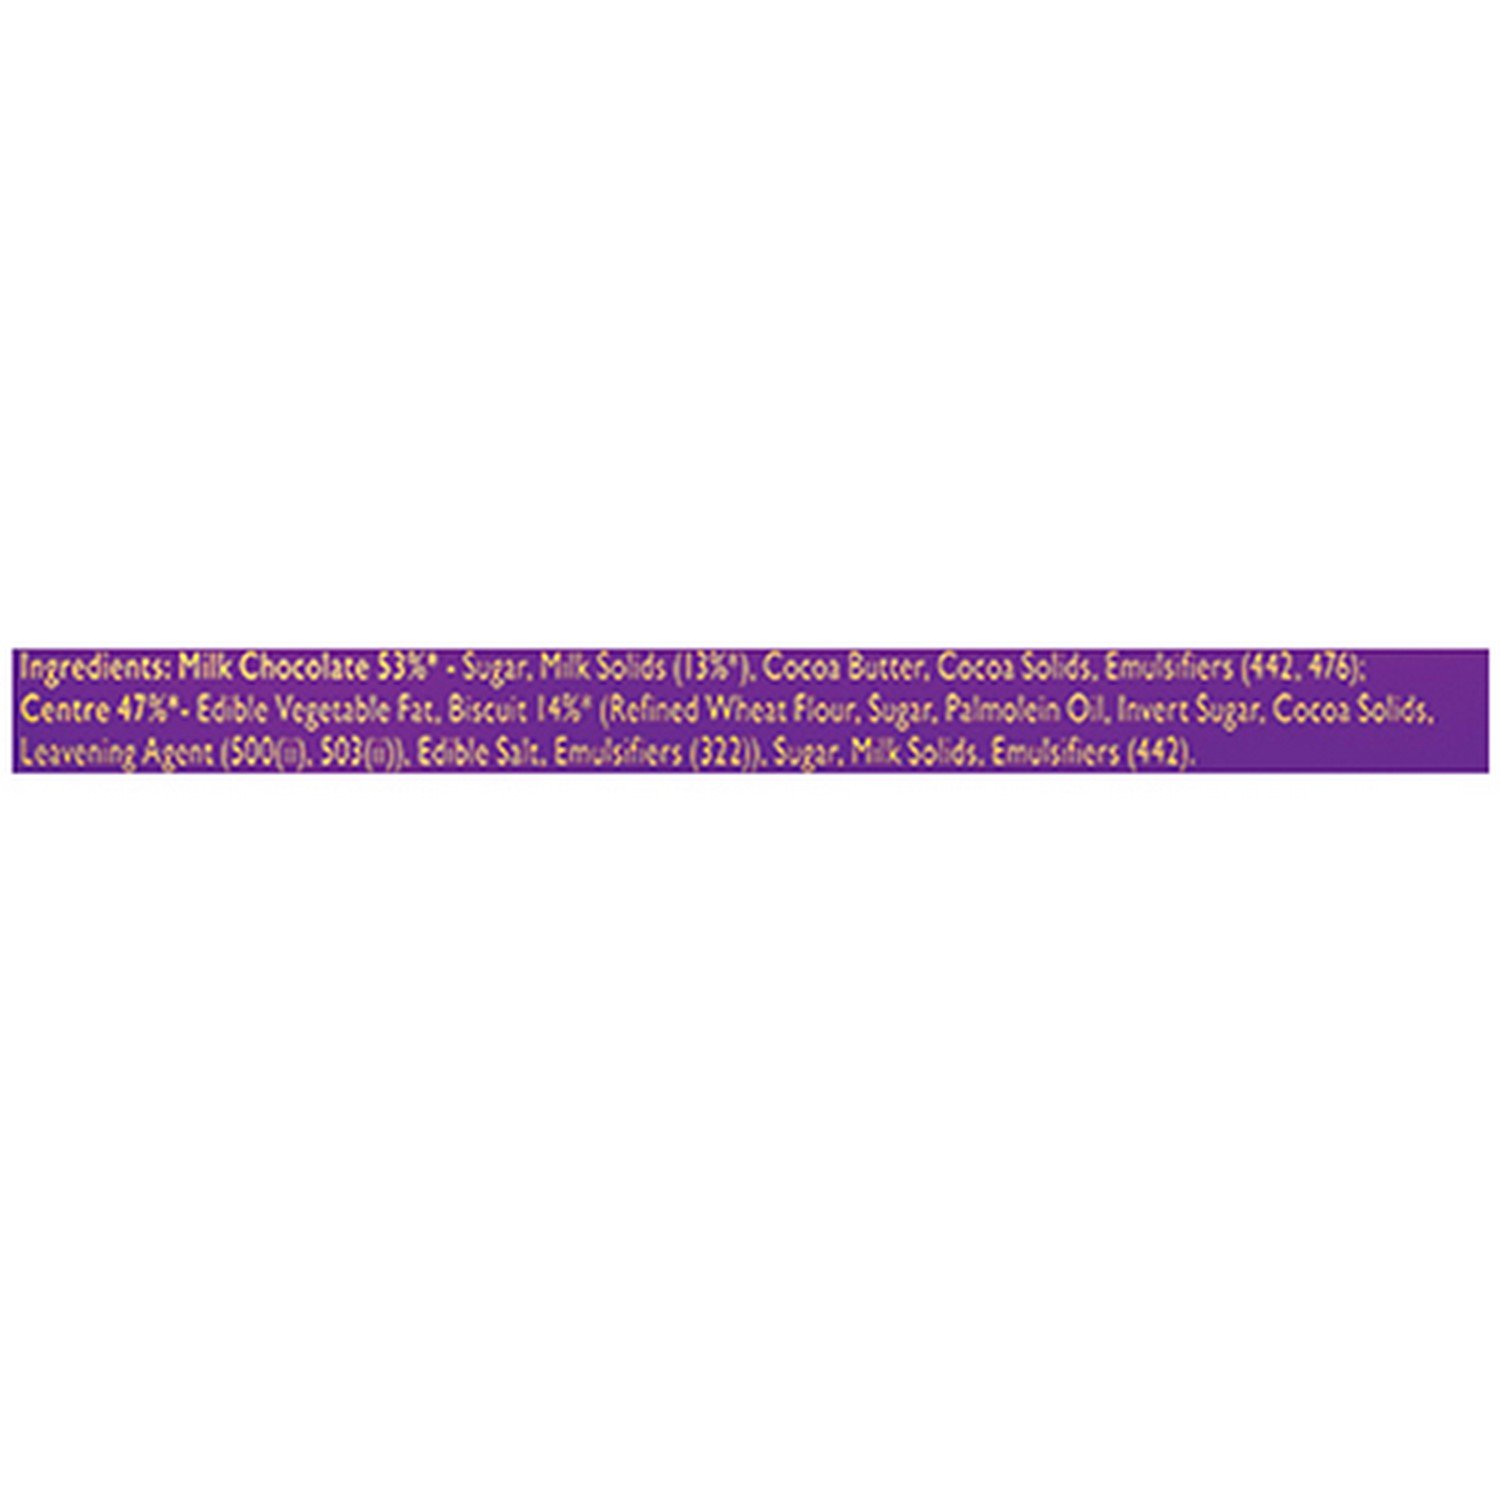 Ingredients: Milk Chocolate 53%* - Sugar, Milk Solids (13%*), Cocoa Butter, Cocoa Solids, Emulsifiers (442, 476);
Centre 47%*- Edible Vegetable Fat, Biscuit 14%* (Refined Wheat Flour, Sugar, Palmolein Oil, Invert Sugar, Cocoa Solids,
Leavening Agent (500(ii), 503(ii)), Edible Salt, Emulsifiers (322)), Sugar, Milk Solids, Emulsifiers (442).